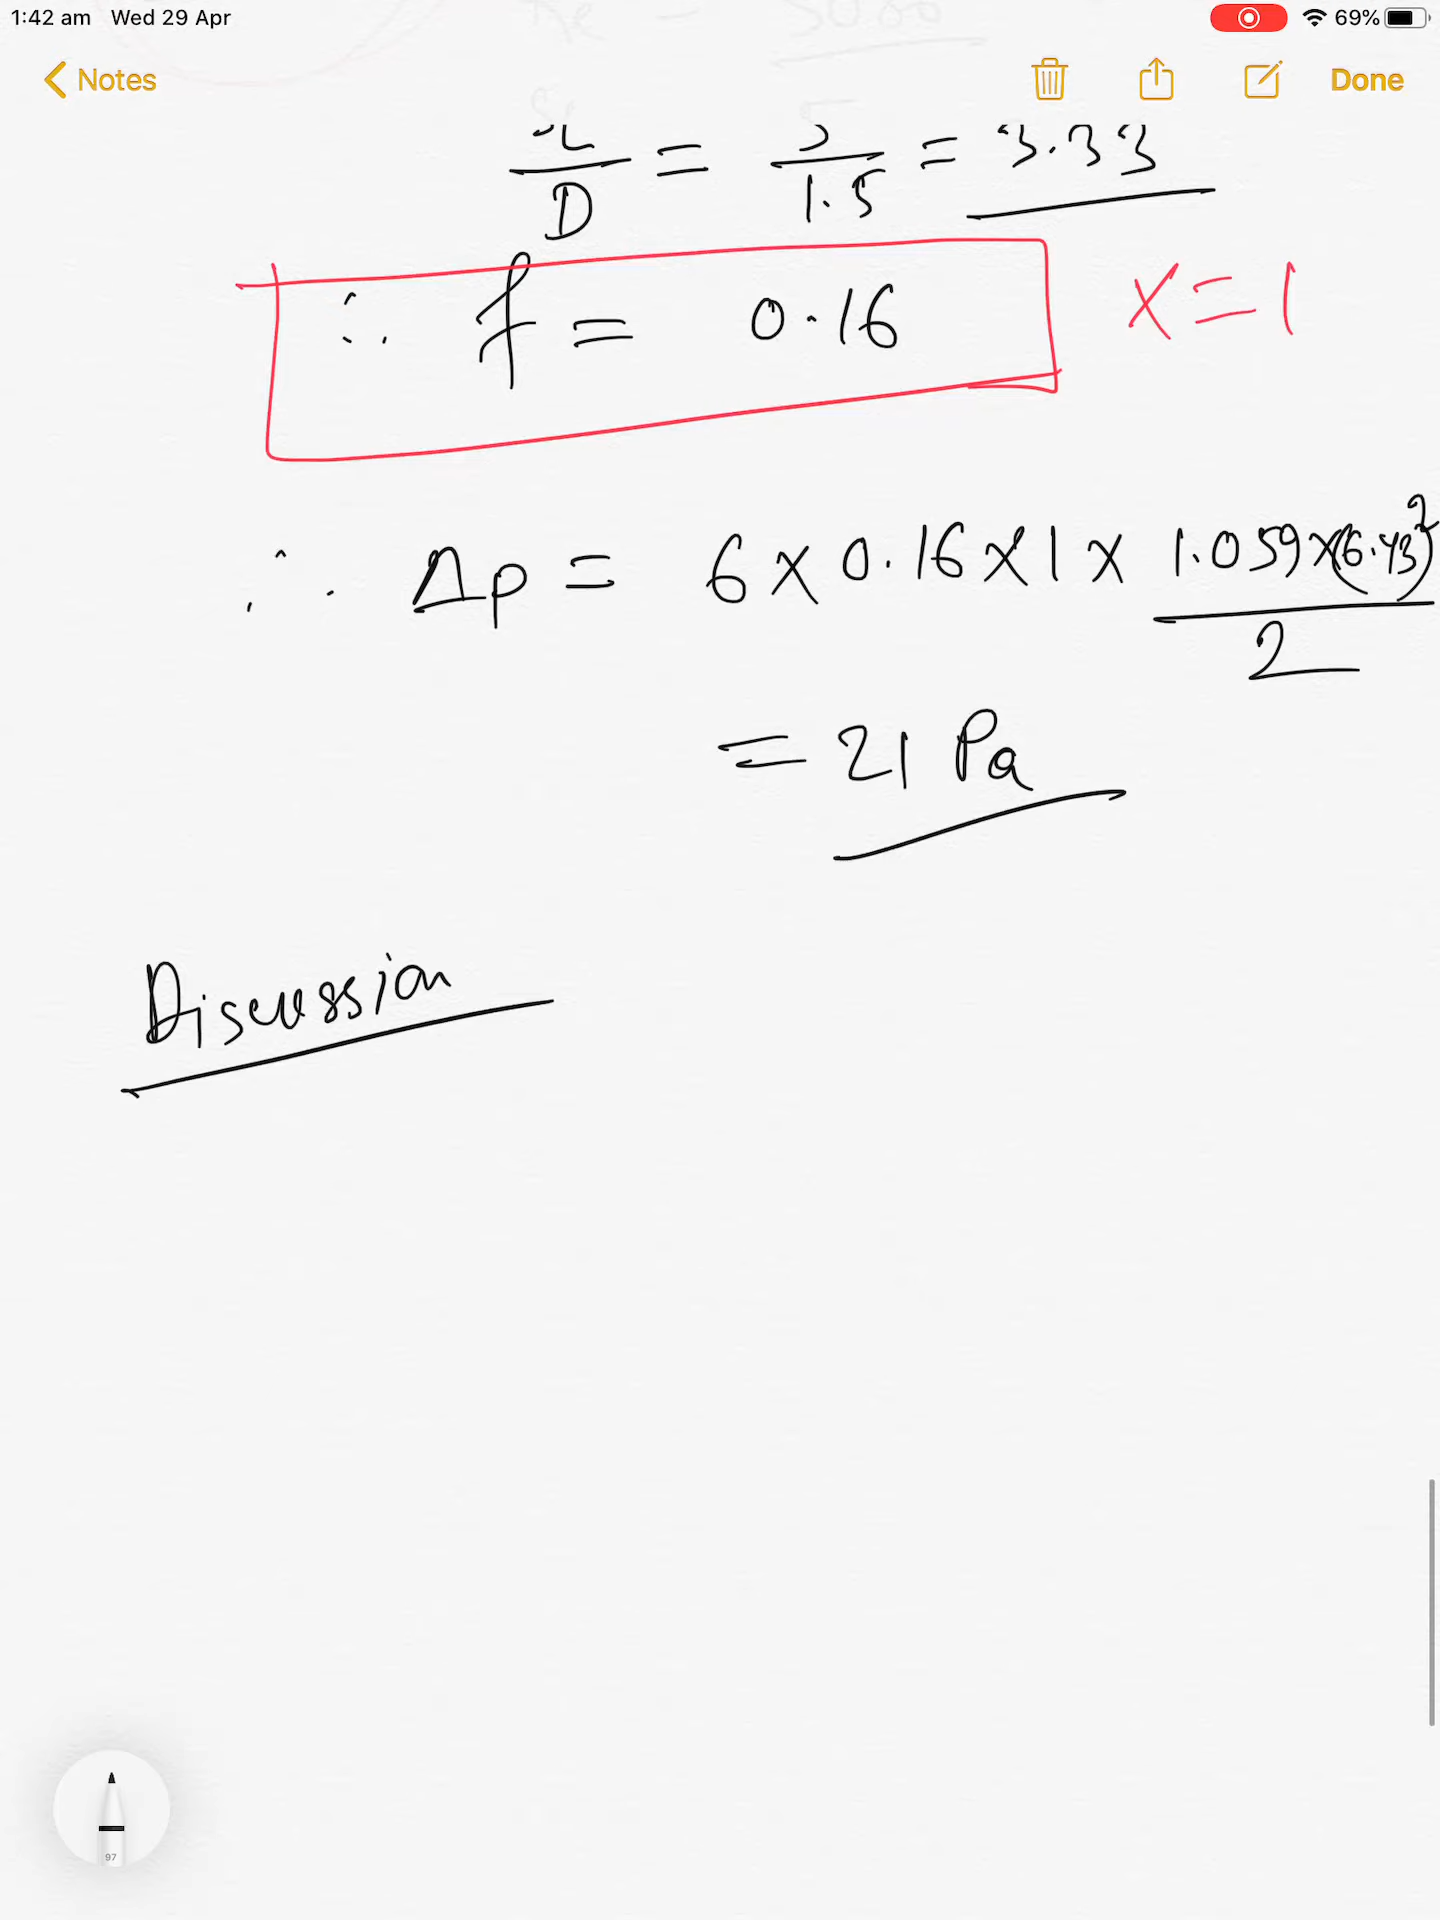 1:42 am Wed 29 Apr 69%
Notes Done
D = 1.5 = 3.33
∴ f = 0.16 x = 1
∴ Δp = 6 × 0.16 × 1 × 1.059×(6.43)² / 2
= 21 Pa
Discussion
97